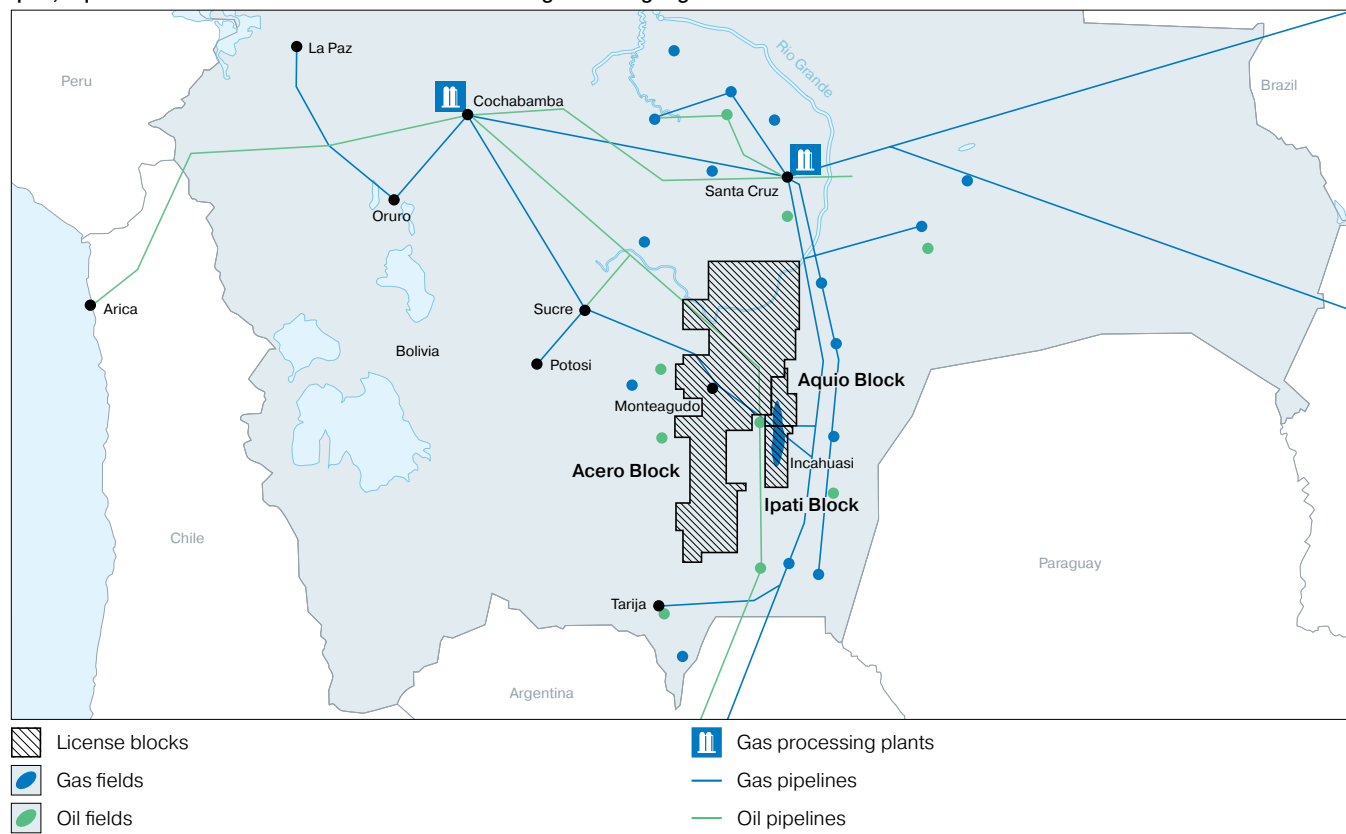 La Paz
Peru
Rio Grande
Brazil
Cochabamba
Santa Cruz
Oruro
Arica
Sucre
Bolivia
Potosi
Aquio Block
Monteagudo
Acero Block
Incahuasi
Ipati Block
Chile
Paraguay
Tarija
Argentina
License blocks
Gas processing plants
Gas fields
Gas pipelines
Oil fields
Oil pipelines